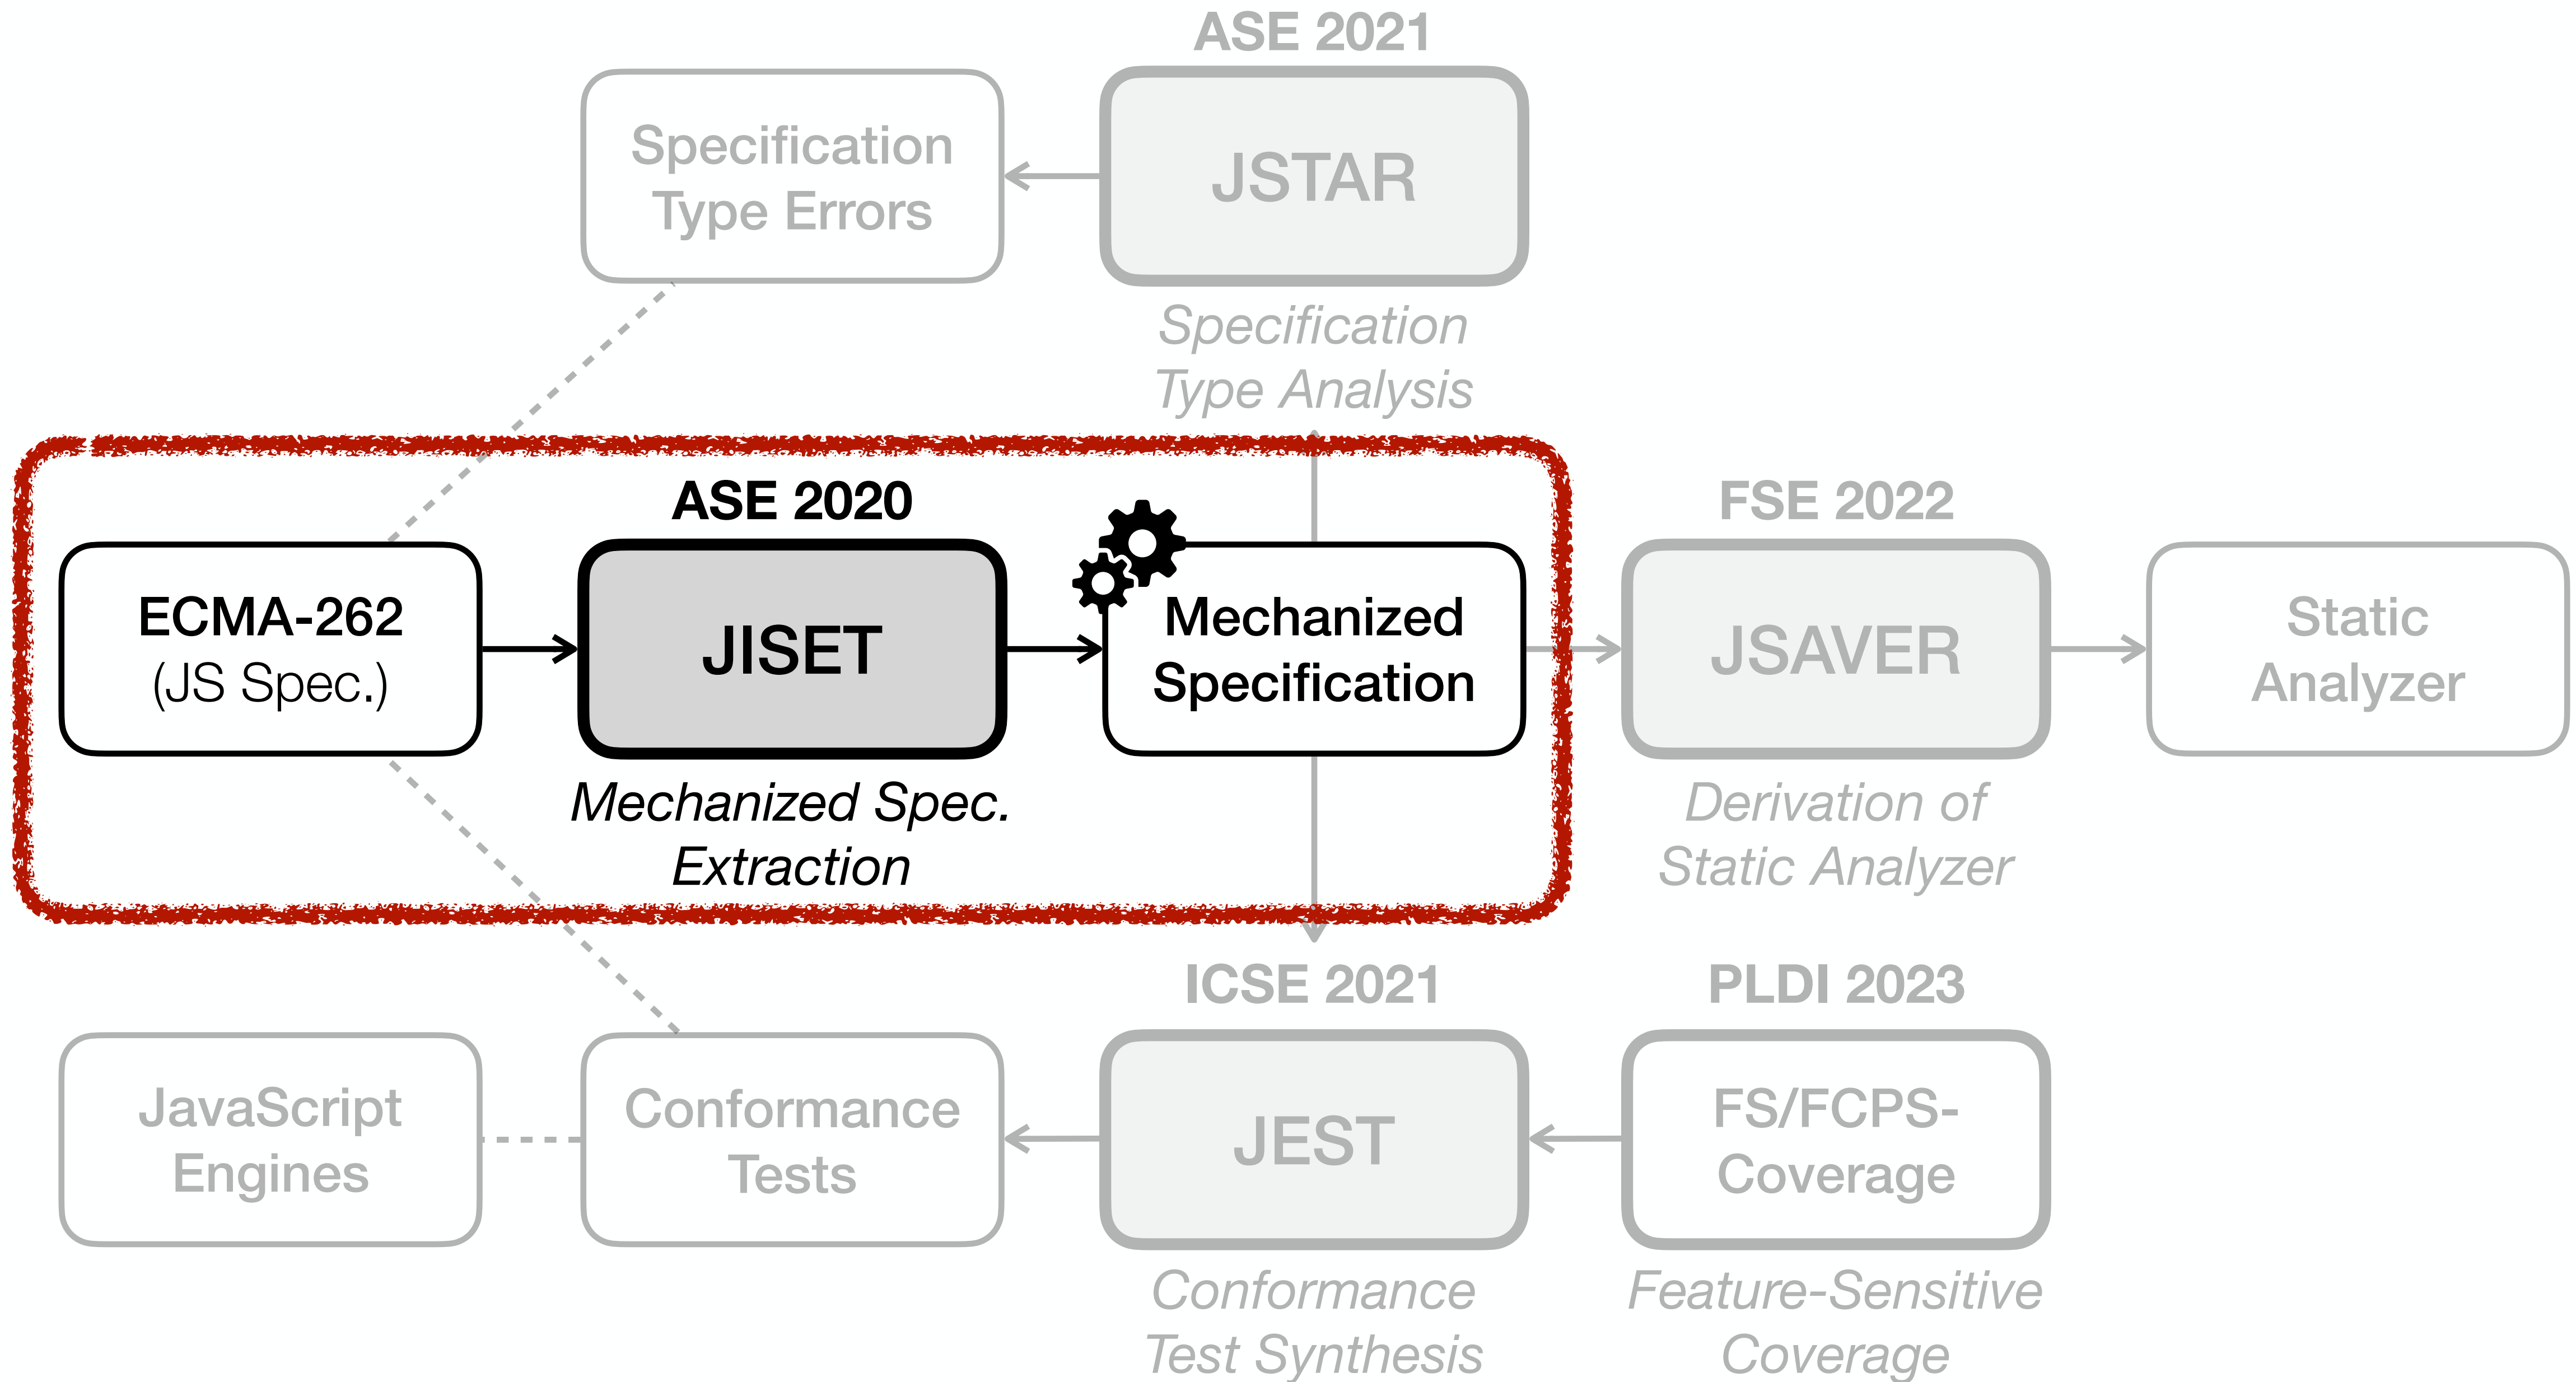 ASE 2021
Specification
Type Errors
JSTAR
Specification
Type Analysis
ASE 2020
FSE 2022
ECMA-262
(JS Spec.)
JISET
Mechanized
Specification
JSAVER
Static
Analyzer
Mechanized Spec.
Extraction
Derivation of
Static Analyzer
ICSE 2021
PLDI 2023
JavaScript
Engines
Conformance
Tests
JEST
FS/FCPS-
Coverage
Conformance
Test Synthesis
Feature-Sensitive
Coverage